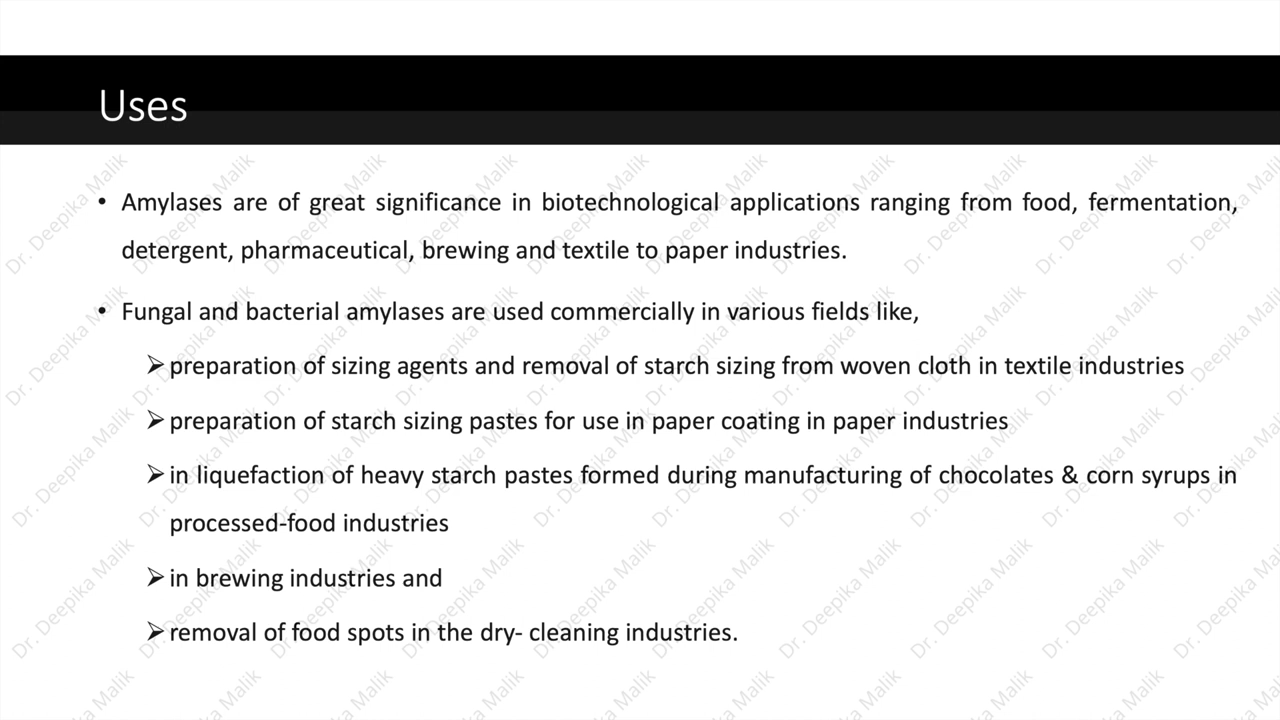 Uses
• Amylases are of great significance in biotechnological applications ranging from food, fermentation,
detergent, pharmaceutical, brewing and textile to paper industries.
• Fungal and bacterial amylases are used commercially in various fields like,
➢ preparation of sizing agents and removal of starch sizing from woven cloth in textile industries
➢ preparation of starch sizing pastes for use in paper coating in paper industries
➢ in liquefaction of heavy starch pastes formed during manufacturing of chocolates & corn syrups in
processed-food industries
➢ in brewing industries and
➢ removal of food spots in the dry- cleaning industries.
Dr. Deepika Malik